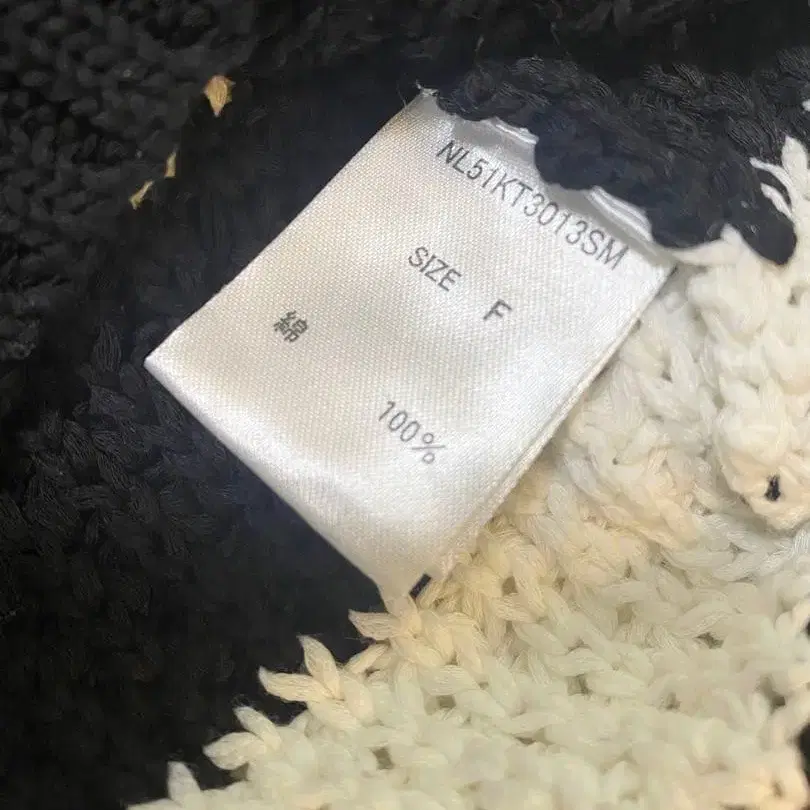 NL51KT3013SM
SIZE F
綿
100%